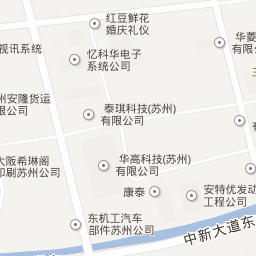 红豆鲜花
婚庆礼仪
视讯系统
忆科华电子
系统公司
华菱
州安隆货运
有限公司
泰琪科技(苏州)
有限公司
大阪希琳阁
印刷苏州公司
华高科技(苏州)
有限公司
康泰
安特优发动
工程公司
东机工汽车
部件苏州公司
中新大道东